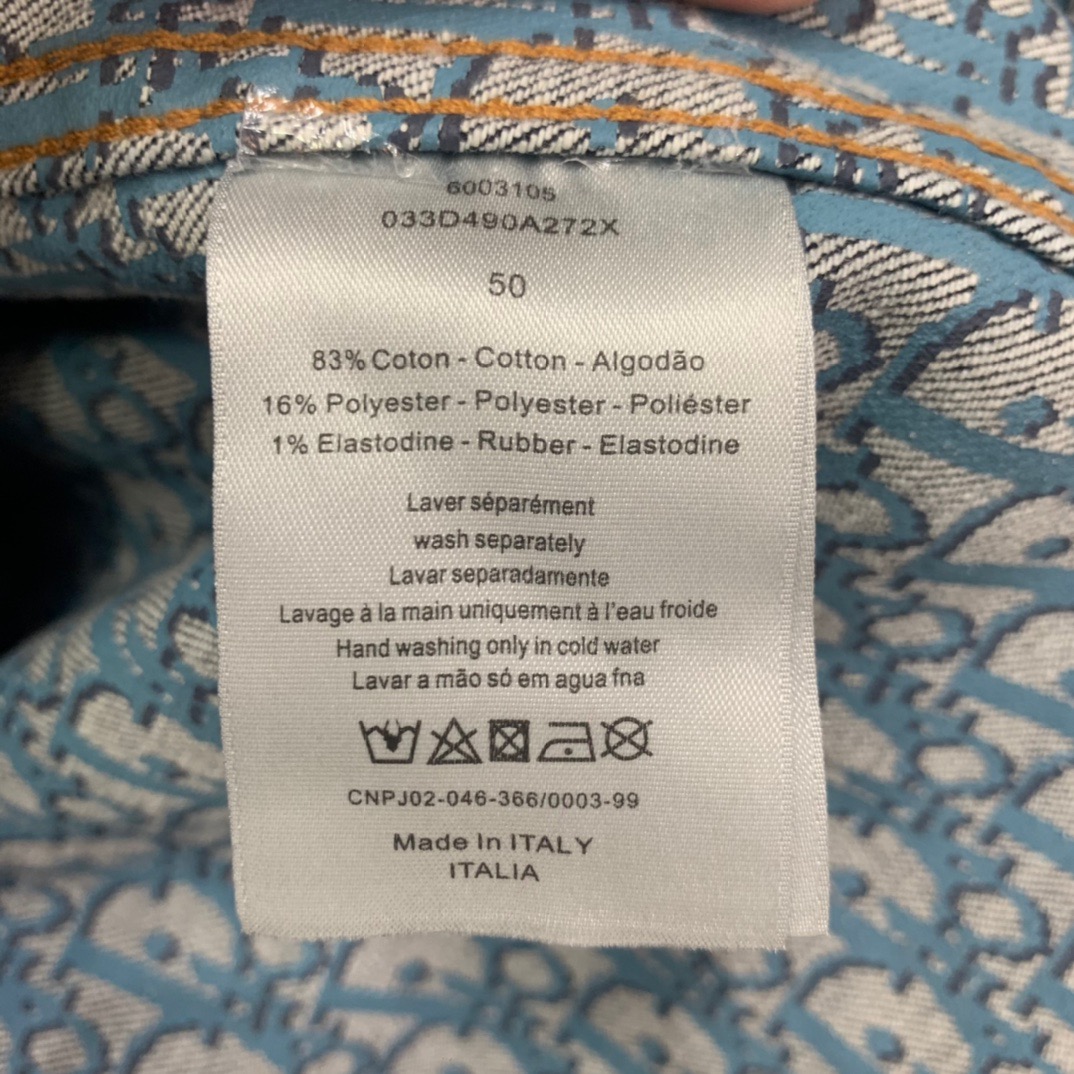 6003105
033D490A272X
50
83% Coton - Cotton - Algodão
16% Polyester - Polyester - Poliéster
1% Elastodine - Rubber - Elastodine
Laver séparément
wash separately
Lavar separadamente
Lavage à la main uniquement à l'eau froide
Hand washing only in cold water
Lavar a mão só em agua fna
CNPJ02-046-366/0003-99
Made In ITALY
ITALIA